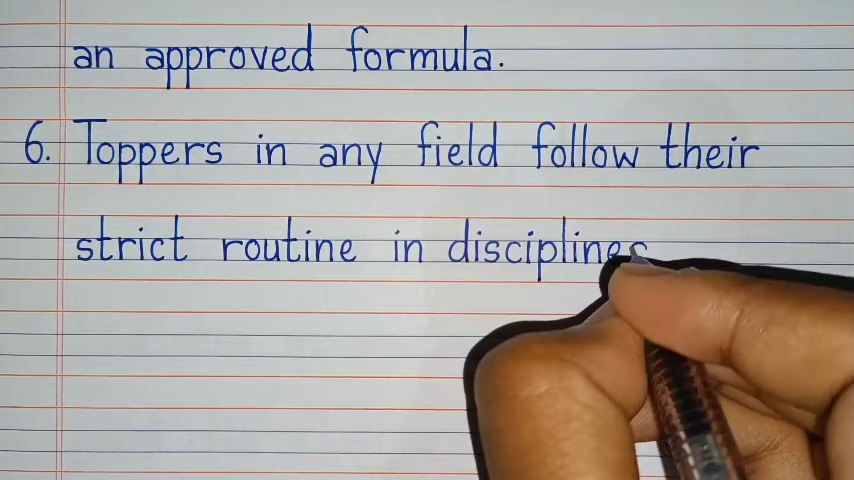 an approved formula.
6. Toppers in any field follow their
strict routine in disciplines